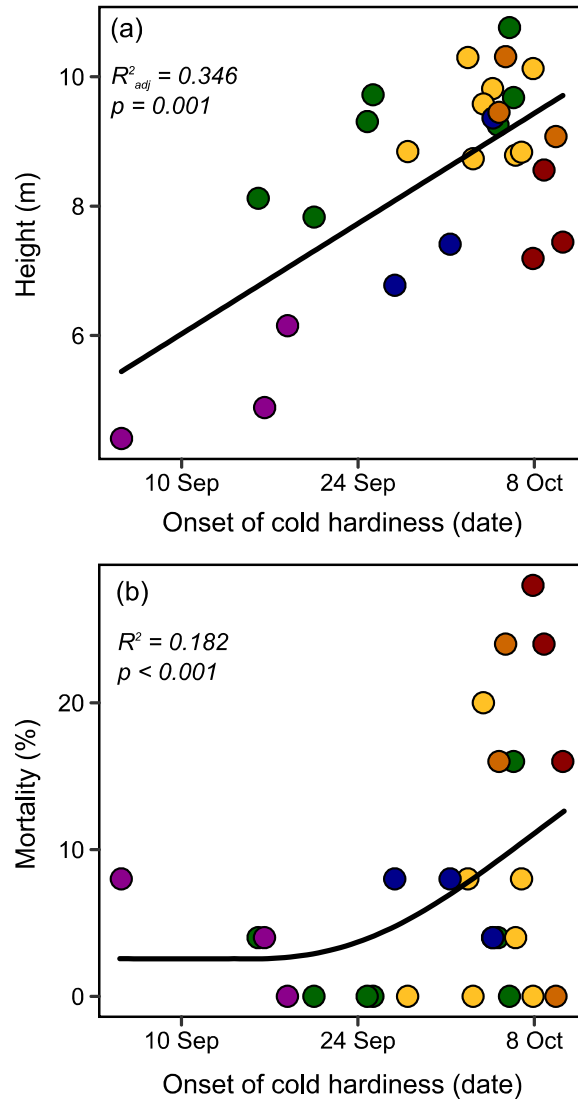 (a)
R²adj = 0.346
p = 0.001
10
8
6
Height (m)
10 Sep 24 Sep 8 Oct
Onset of cold hardiness (date)
(b)
R² = 0.182
p < 0.001
20
10
0
Mortality (%)
10 Sep 24 Sep 8 Oct
Onset of cold hardiness (date)